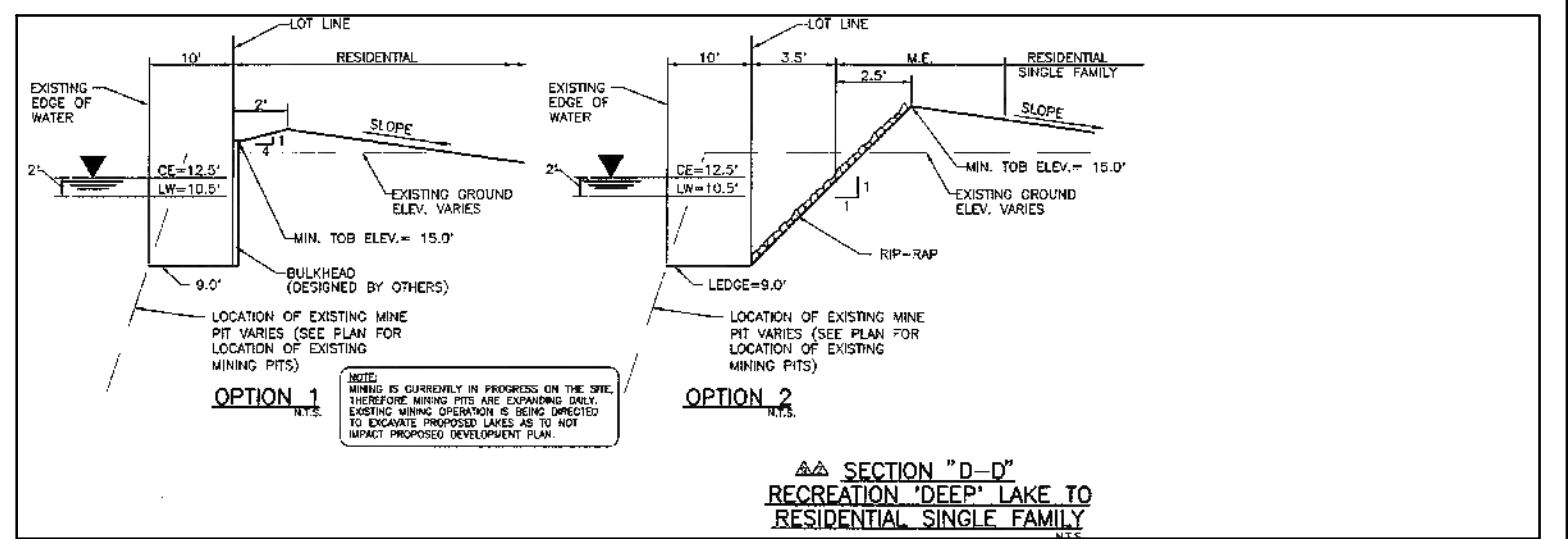 LOT LINE
10'
RESIDENTIAL
EXISTING
EDGE OF
WATER
2'
SLOPE
1
4
2'
CE=12.5'
LW=10.5'
EXISTING GROUND
ELEV. VARIES
MIN. TOB ELEV.= 15.0'
BULKHEAD
(DESIGNED BY OTHERS)
9.0'
LOCATION OF EXISTING MINE
PIT VARIES (SEE PLAN FOR
LOCATION OF EXISTING
MINING PITS)
OPTION 1
N.T.S.
NOTE:
MINING IS CURRENTLY IN PROGRESS ON THE SITE,
THEREFORE MINING PITS ARE EXPANDING DAILY.
EXISTING MINING OPERATION IS BEING DIRECTED
TO EXCAVATE PROPOSED LAKES AS TO NOT
IMPACT PROPOSED DEVELOPMENT PLAN.
LOT LINE
10'
3.5'
M.E.
RESIDENTIAL
SINGLE FAMILY
EXISTING
EDGE OF
WATER
2.5'
SLOPE
2'
CE=12.5'
LW=10.5'
MIN. TOB ELEV.= 15.0'
1
1
EXISTING GROUND
ELEV. VARIES
RIP-RAP
LEDGE=9.0'
LOCATION OF EXISTING MINE
PIT VARIES (SEE PLAN FOR
LOCATION OF EXISTING
MINING PITS)
OPTION 2
N.T.S.
SECTION "D-D"
RECREATION 'DEEP' LAKE TO
RESIDENTIAL SINGLE FAMILY
N.T.S.